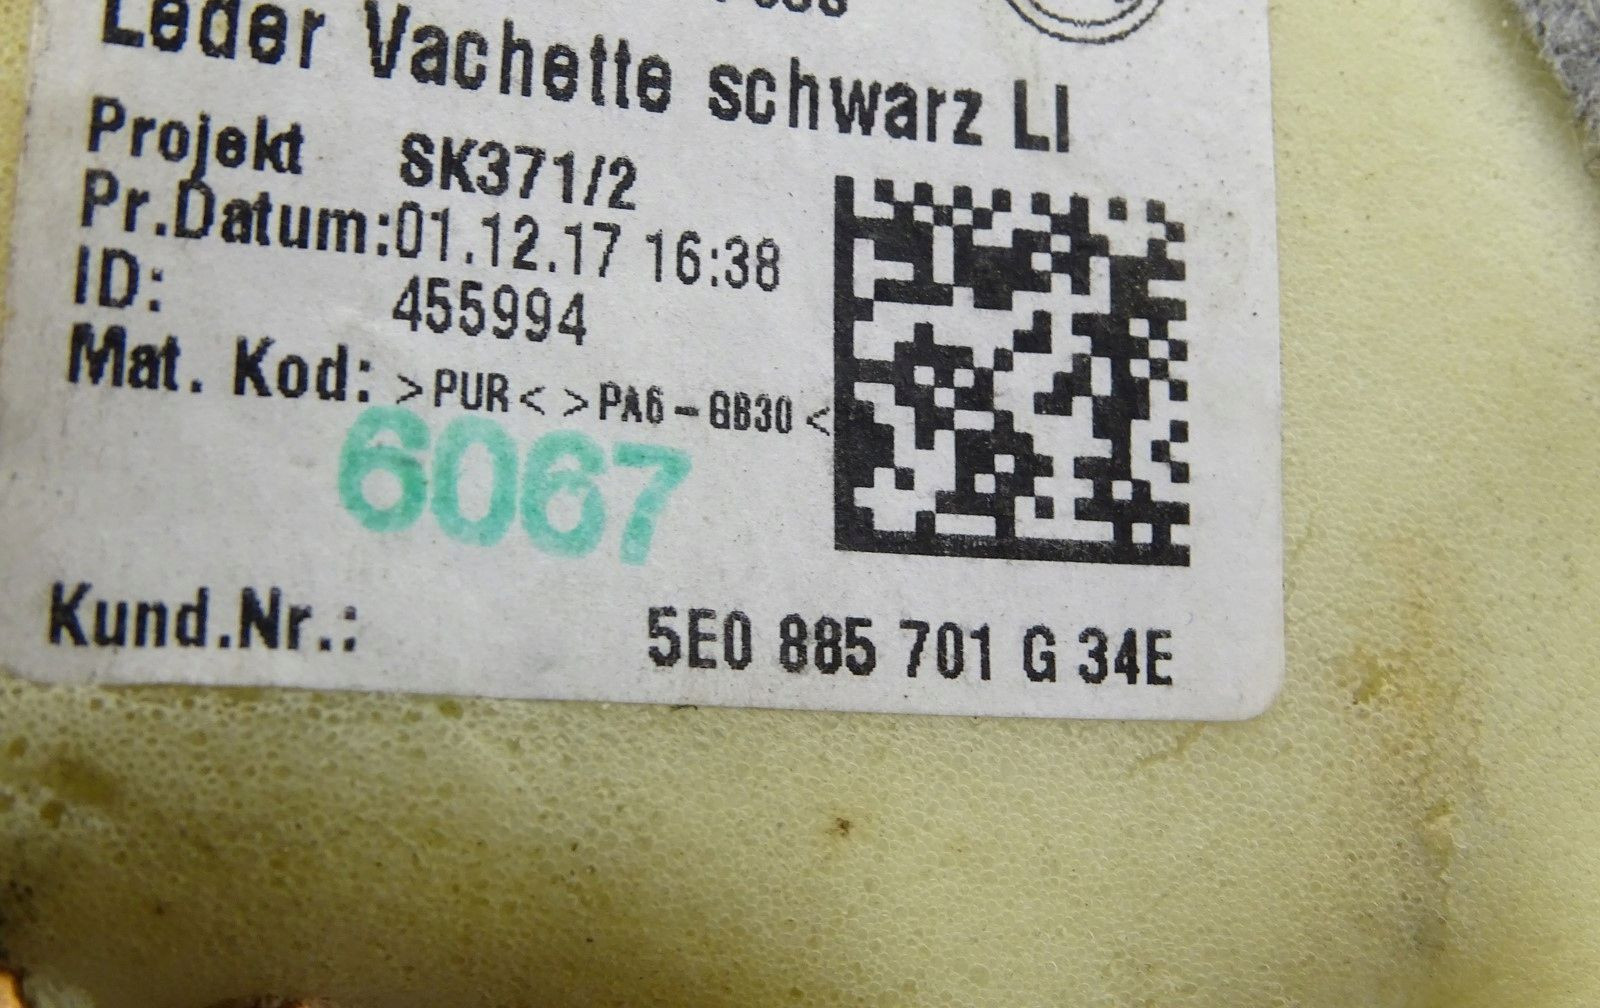 Leder Vachette schwarz LI
Projekt SK371/2
Pr.Datum:01.12.17 16:38
ID: 455994
Mat. Kod: >PUR< >PA6-GB30<
6067
Kund.Nr.: 5E0 885 701 G 34E